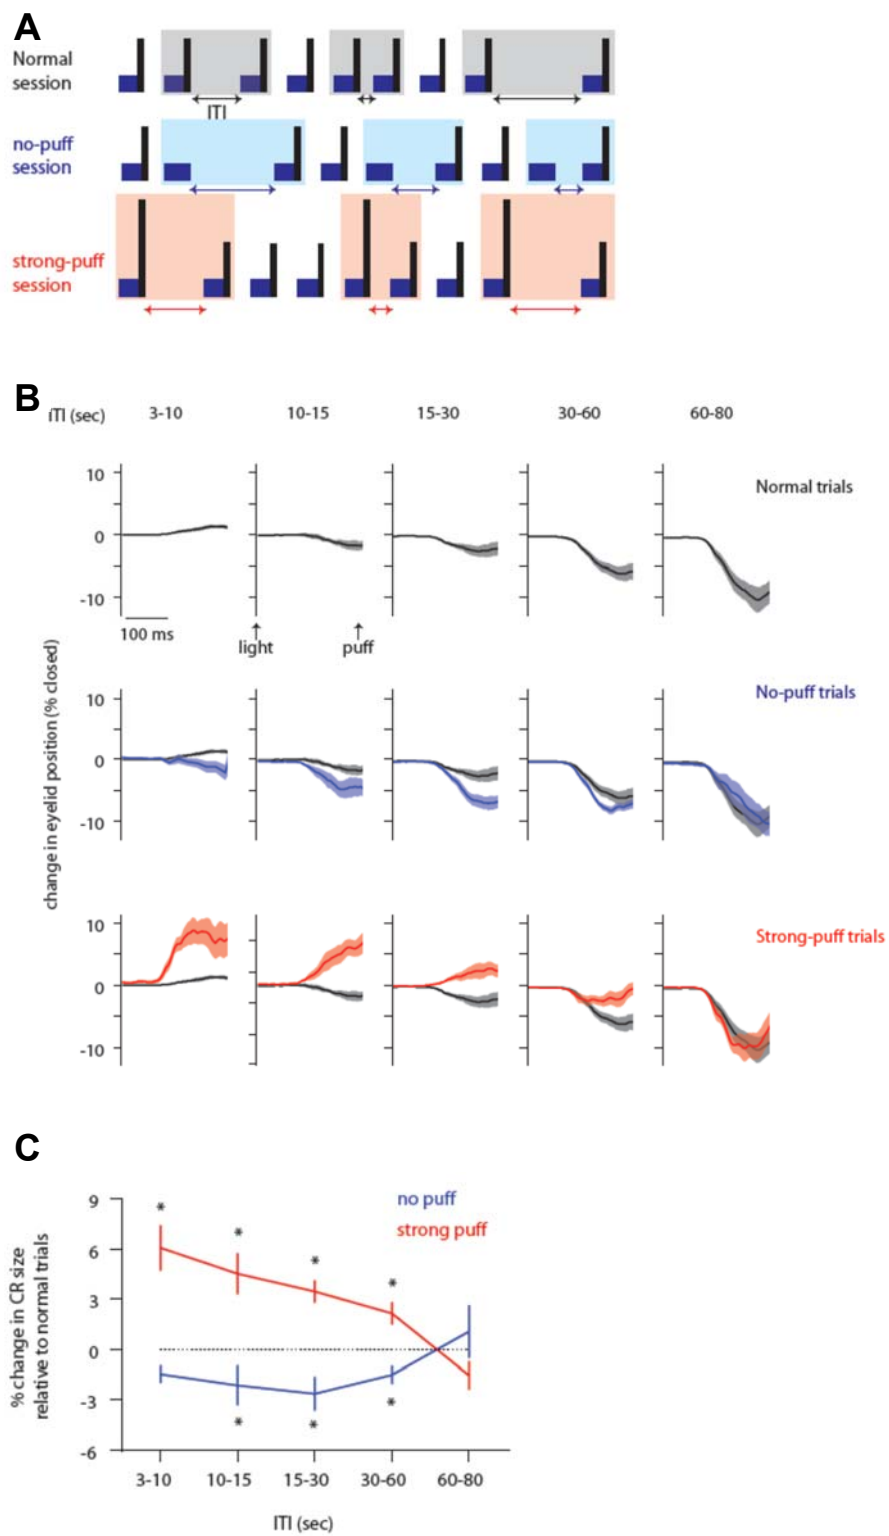 A
Normal
session
ITI
no-puff
session
strong-puff
session
B
iTI (sec) 3-10 10-15 15-30 30-60 60-80
10
0
-10
Normal trials
100 ms
light puff
change in eyelid position (% closed)
10
0
-10
No-puff trials
10
0
-10
Strong-puff trials
C
% change in CR size
relative to normal trials
9
6
3
0
-3
-6
no puff
strong puff
* * * *
* * *
3-10 10-15 15-30 30-60 60-80
ITI (sec)